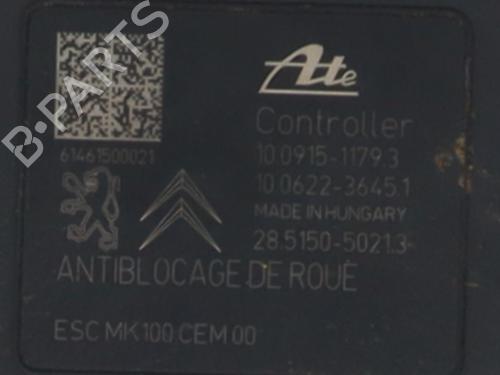 B-PARTS
Ate
Controller
61461500021
10.0915-1179.3
10.0622-3645.1
MADE IN HUNGARY
28.5150-5021.3
ANTIBLOCAGE DE ROUE
ESC MK100 CEM 00